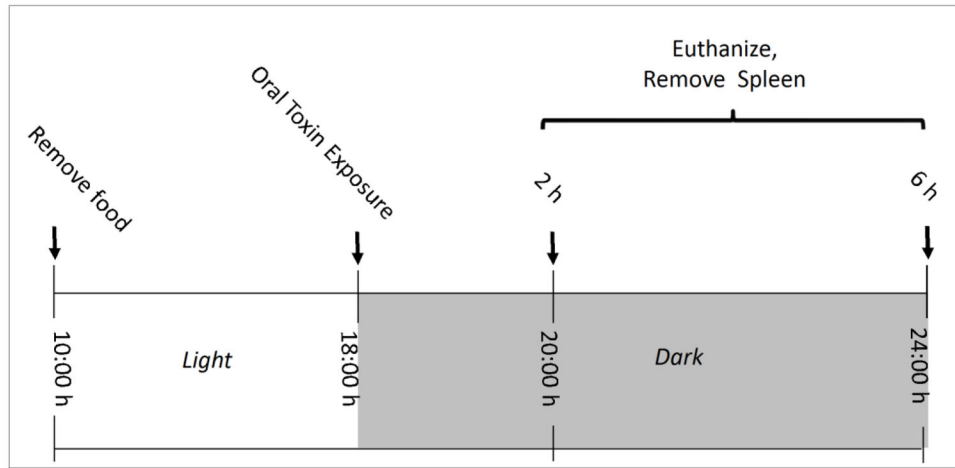 Euthanize,
Remove Spleen
Remove food
Oral Toxin Exposure
2 h
6 h
10:00 h
Light
18:00 h
20:00 h
Dark
24:00 h